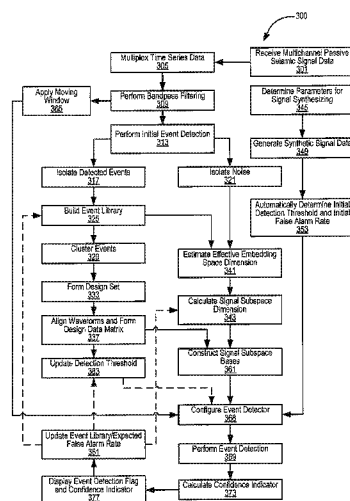 300
Multiplex Time Series Data
305
Receive Multichannel Passive
Seismic Signal Data
301
Apply Moving
Window
365
Perform Bandpass Filtering
309
Determine Parameters for
Signal Synthesizing
345
Perform Initial Event Detection
313
Generate Synthetic Signal Data
349
Isolate Detected Events
317
Isolate Noise
321
Automatically Determine Initial
Detection Threshold and Initial
False Alarm Rate
353
Build Event Library
325
Cluster Events
329
Estimate Effective Embedding
Space Dimension
341
Form Design Set
333
Calculate Signal Subspace
Dimension
Align Waveforms and Form
Design Data Matrix
337
Construct Signal Subspace
Bases
361
Update Detection Threshold
Configure Event Detector
Update Event Library/Expected
False Alarm Rate
Perform Event Detection
369
Calculate Confidence Indicator
373
Display Event Detection Flag
and Confidence Indicator
377